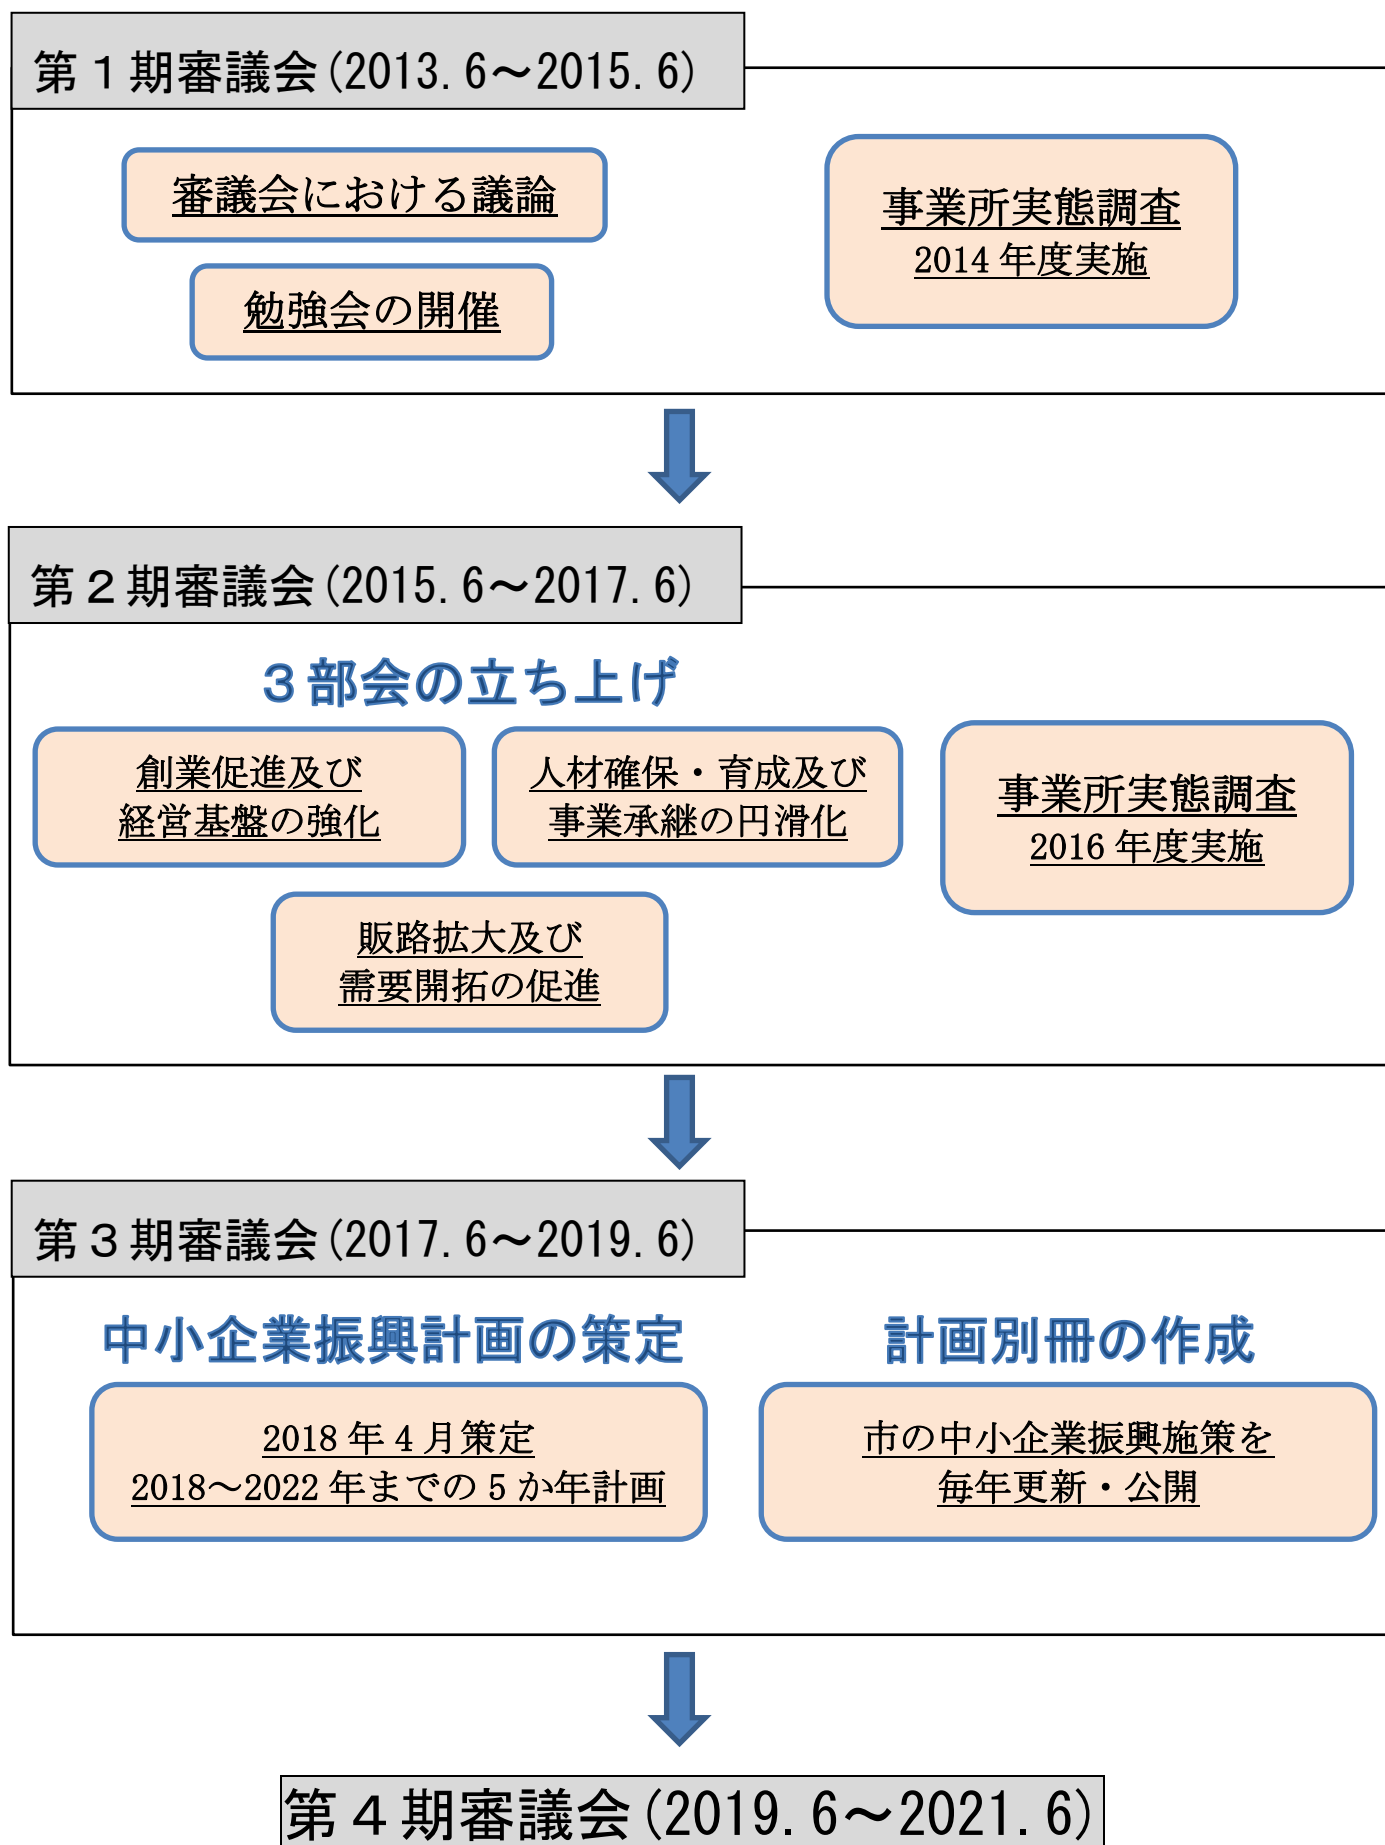 第１期審議会(2013.6～2015.6)
審議会における議論
勉強会の開催
事業所実態調査
2014年度実施
第２期審議会(2015.6～2017.6)
３部会の立ち上げ
創業促進及び
経営基盤の強化
人材確保・育成及び
事業承継の円滑化
販路拡大及び
需要開拓の促進
事業所実態調査
2016年度実施
第３期審議会(2017.6～2019.6)
中小企業振興計画の策定
2018年4月策定
2018～2022年までの5か年計画
計画別冊の作成
市の中小企業振興施策を
毎年更新・公開
第４期審議会(2019.6～2021.6)